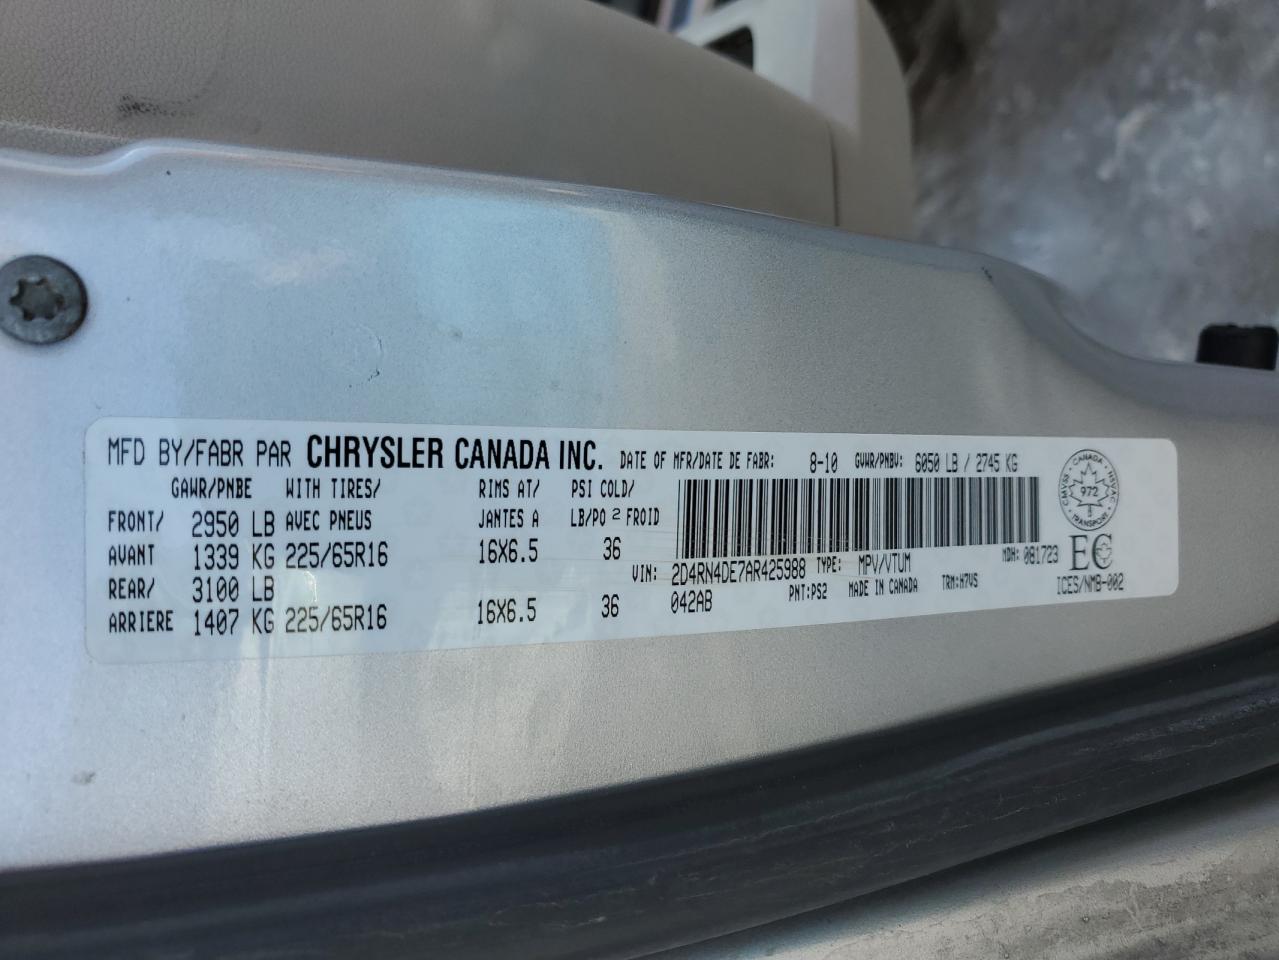 MFD BY/FABR PAR CHRYSLER CANADA INC. DATE OF MFR/DATE DE FABR: 8-10 GVWR/PNBV: 6050 LB / 2745 KG
GAWR/PNBE WITH TIRES/ RIMS AT/ PSI COLD/
FRONT/ 2950 LB AVEC PNEUS JANTES A LB/PO 2 FROID
AVANT 1339 KG 225/65R16 16X6.5 36
REAR/ 3100 LB
ARRIERE 1407 KG 225/65R16 16X6.5 36
VIN: 2D4RN4DE7AR425988 TYPE: MPV/VTUM MDH: 081723
042AB PNT: PS2 MADE IN CANADA TRM: H7V5
CANADA
CMVSS 972 NSVAC
TRANSPORT
EC
ICES/NMB-002